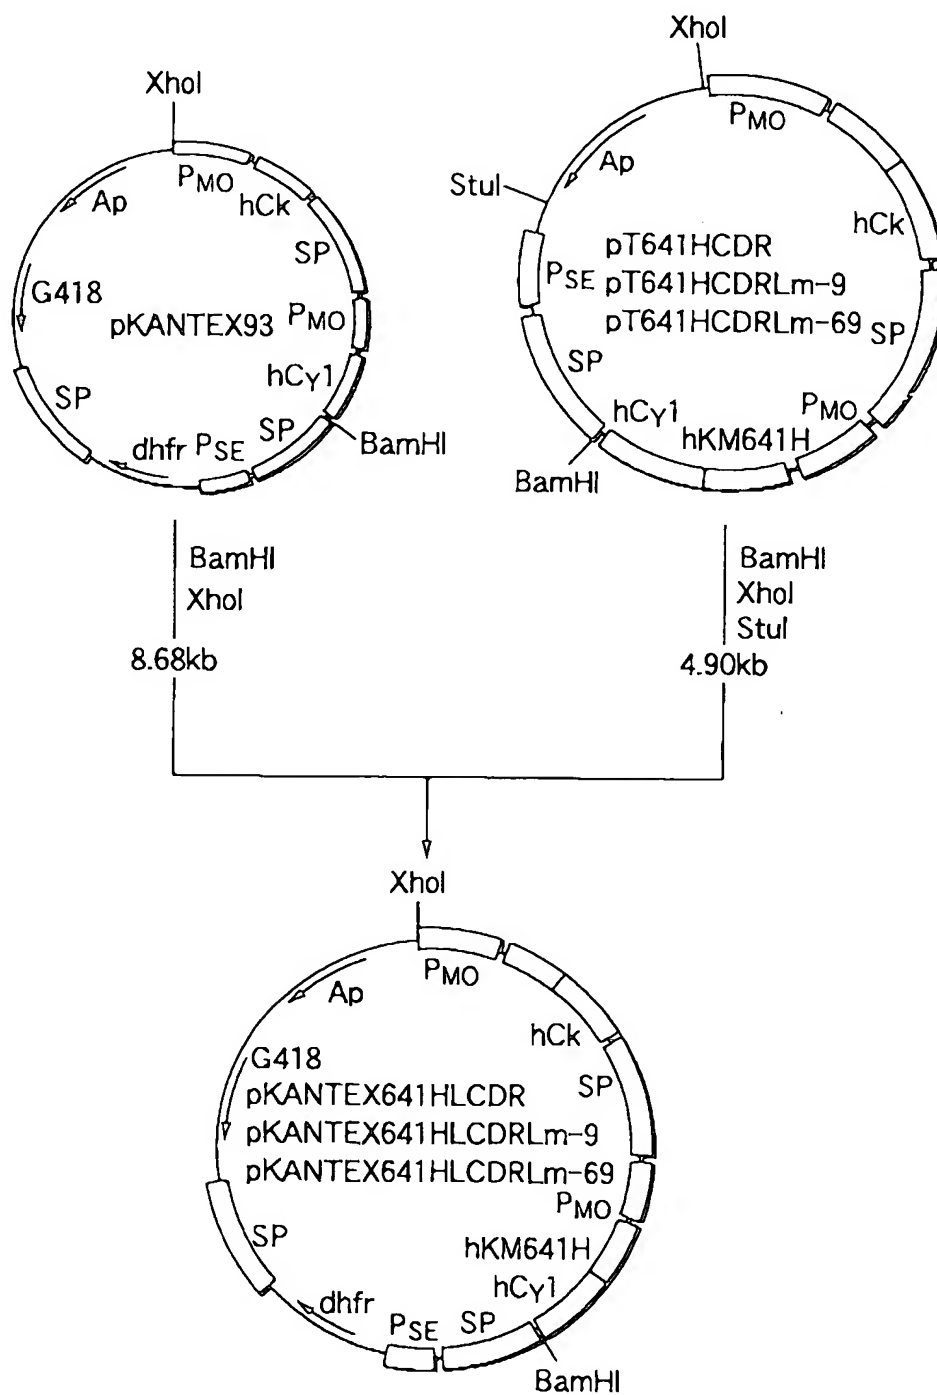 XhoI
PMO
hCk
Ap
SP
G418
pKANTEX93
PMO
hCγ1
SP
SP
BamHI
dhfr
PSE
XhoI
PMO
Ap
StuI
hCk
pT641HCDR
PSE
pT641HCDRLm-9
pT641HCDRLm-69
SP
SP
PMO
hCγ1
hKM641H
BamHI
BamHI
XhoI
8.68kb
BamHI
XhoI
StuI
4.90kb
XhoI
PMO
Ap
hCk
G418
SP
pKANTEX641HLCDR
pKANTEX641HLCDRLm-9
pKANTEX641HLCDRLm-69
PMO
SP
hKM641H
hCγ1
dhfr
PSE
SP
BamHI